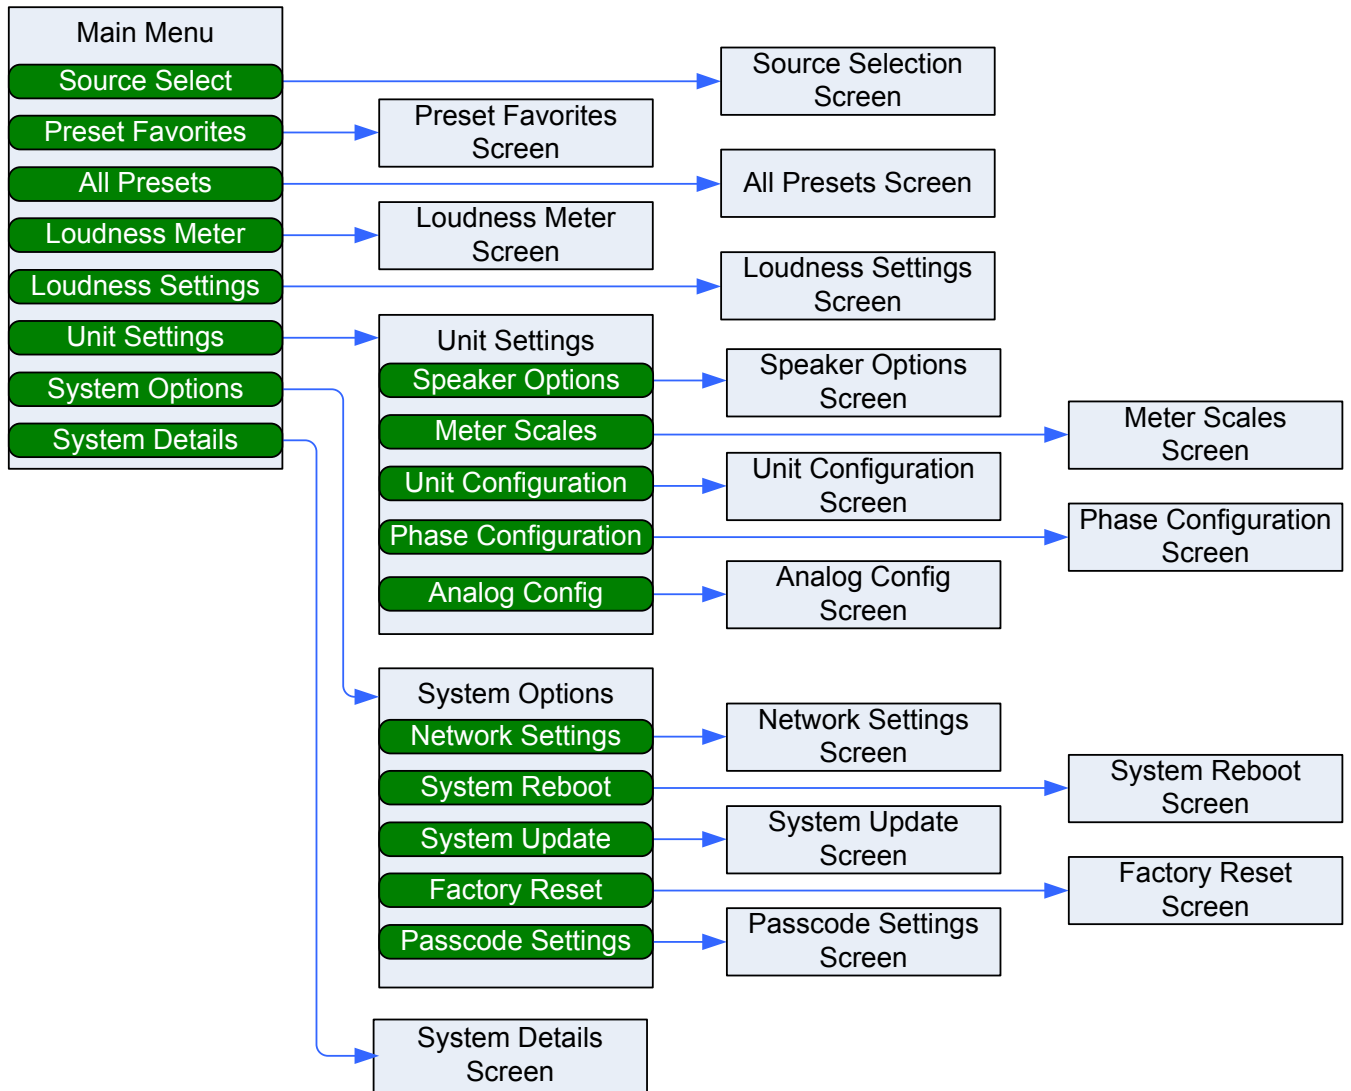 Main Menu
Source Select
Preset Favorites
All Presets
Loudness Meter
Loudness Settings
Unit Settings
System Options
System Details
Source Selection
Screen
Preset Favorites
Screen
All Presets Screen
Loudness Meter
Screen
Loudness Settings
Screen
Unit Settings
Speaker Options
Meter Scales
Unit Configuration
Phase Configuration
Analog Config
Speaker Options
Screen
Meter Scales
Screen
Unit Configuration
Screen
Phase Configuration
Screen
Analog Config
Screen
System Options
Network Settings
System Reboot
System Update
Factory Reset
Passcode Settings
Network Settings
Screen
System Reboot
Screen
System Update
Screen
Factory Reset
Screen
Passcode Settings
Screen
System Details
Screen